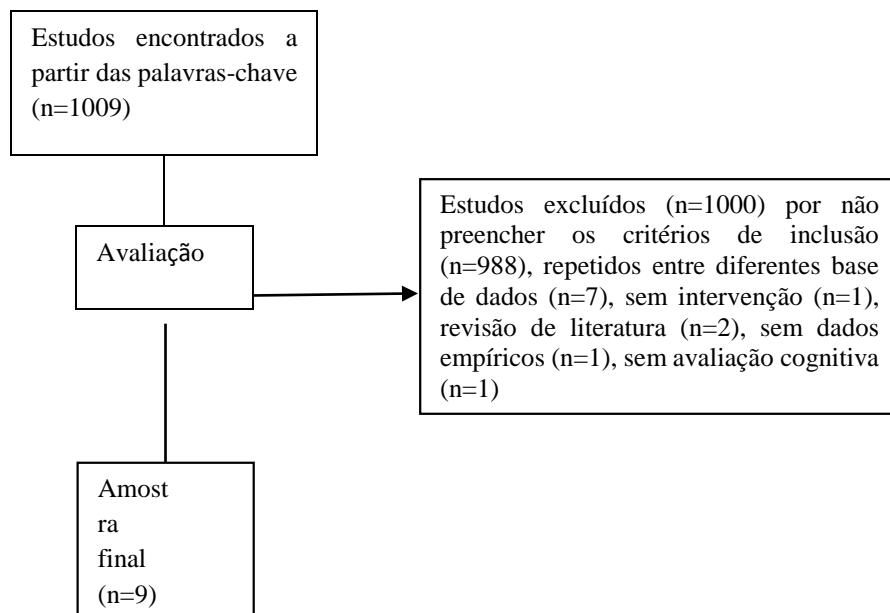 Estudos encontrados a
partir das palavras-chave
(n=1009)
Avaliação
Estudos excluídos (n=1000) por não
preencher os critérios de inclusão
(n=988), repetidos entre diferentes base
de dados (n=7), sem intervenção (n=1),
revisão de literatura (n=2), sem dados
empíricos (n=1), sem avaliação cognitiva
(n=1)
Amost
ra
final
(n=9)